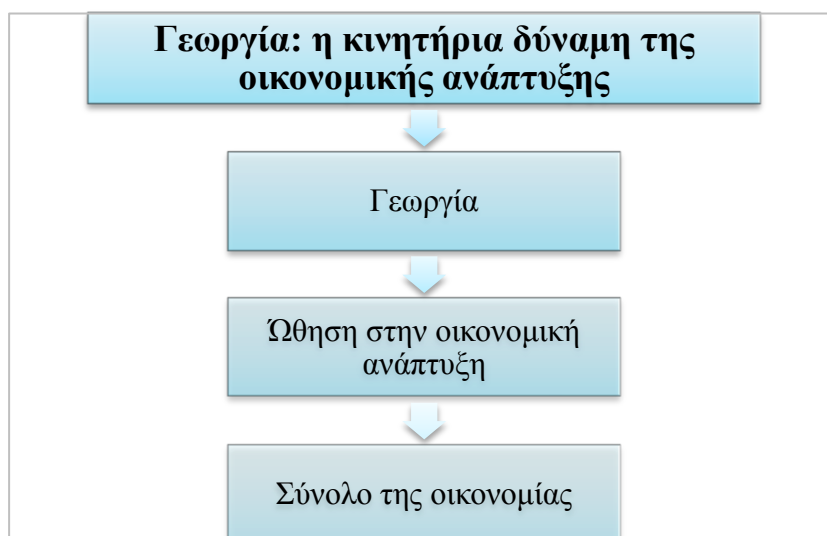 Γεωργία: η κινητήρια δύναμη της
οικονομικής ανάπτυξης
Γεωργία
Ώθηση στην οικονομική
ανάπτυξη
Σύνολο της οικονομίας